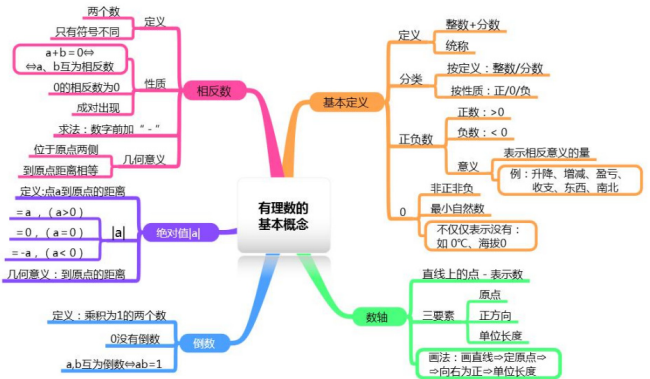 有理数的
基本概念
基本定义
定义
整数+分数
统称
分类
按定义：整数/分数
按性质：正/0/负
正负数
正数：>0
负数：< 0
意义
表示相反意义的量
例：升降、增减、盈亏、
收支、东西、南北
0
非正非负
最小自然数
不仅仅表示没有：
如 0℃、海拔0
数轴
直线上的点 - 表示数
三要素
原点
正方向
单位长度
画法：画直线⇒定原点⇒
⇒向右为正⇒单位长度
相反数
定义
两个数
只有符号不同
性质
a+b＝0⇔
⇔a、b互为相反数
0的相反数为0
成对出现
求法：数字前加“ - “
几何意义
位于原点两侧
到原点距离相等
绝对值|a|
定义:点a到原点的距离
|a|
＝a ，（ a>0 ）
＝0 ，（ a＝0 ）
＝-a ，（ a< 0 ）
几何意义：到原点的距离
倒数
定义：乘积为1的两个数
0没有倒数
a,b互为倒数⇔ab=1